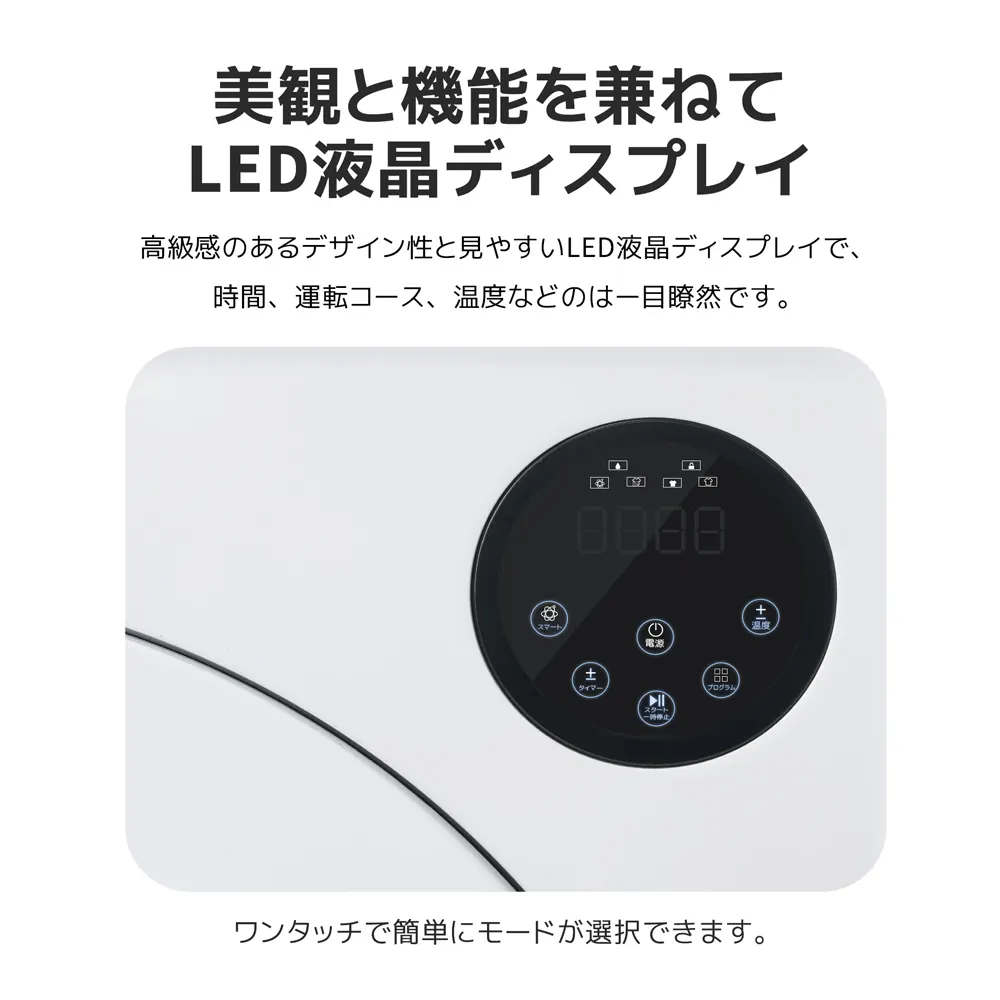 美観と機能を兼ねて
LED液晶ディスプレイ
高級感のあるデザイン性と見やすいLED液晶ディスプレイで、
時間、運転コース、温度などのは一目瞭然です。
8888
スマート
電源
温度
タイマー
プログラム
スタート
一時停止
ワンタッチで簡単にモードが選択できます。